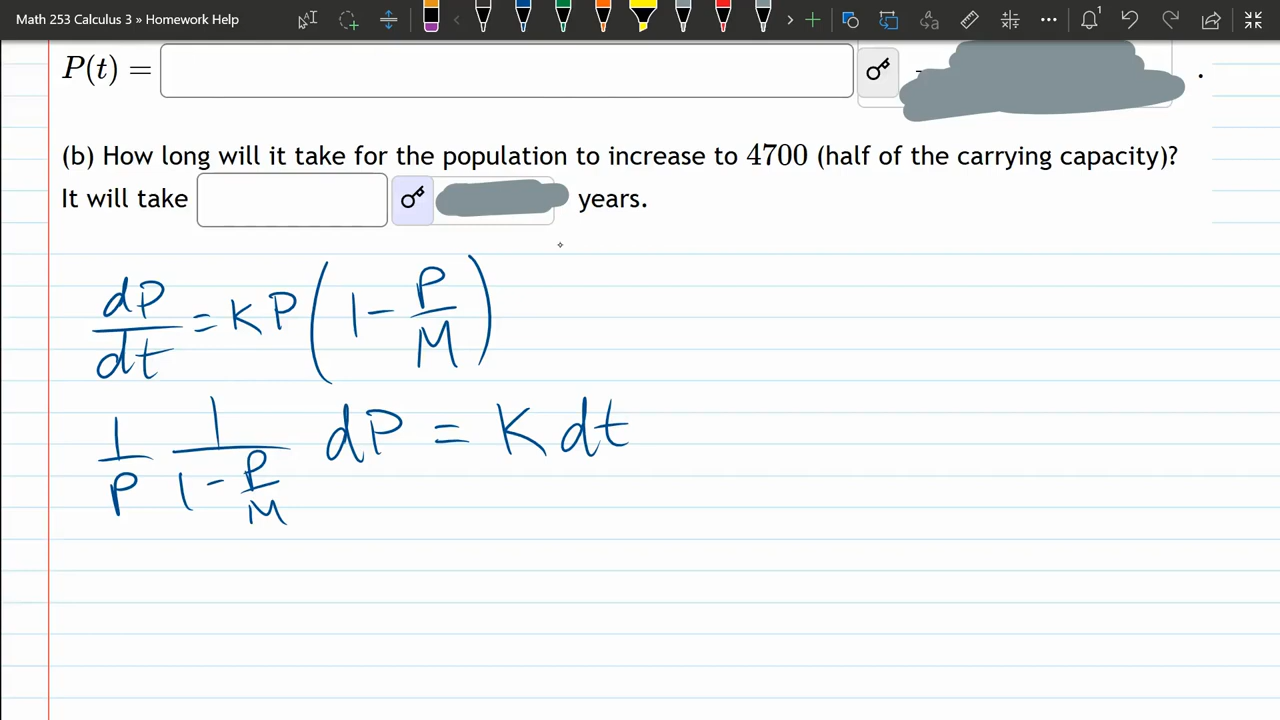 Math 253 Calculus 3 » Homework Help
P(t) =
.
(b) How long will it take for the population to increase to 4700 (half of the carrying capacity)?
It will take years.
dP/dt = KP(1 - P/M)
1/P 1/(1 - P/M) dP = K dt